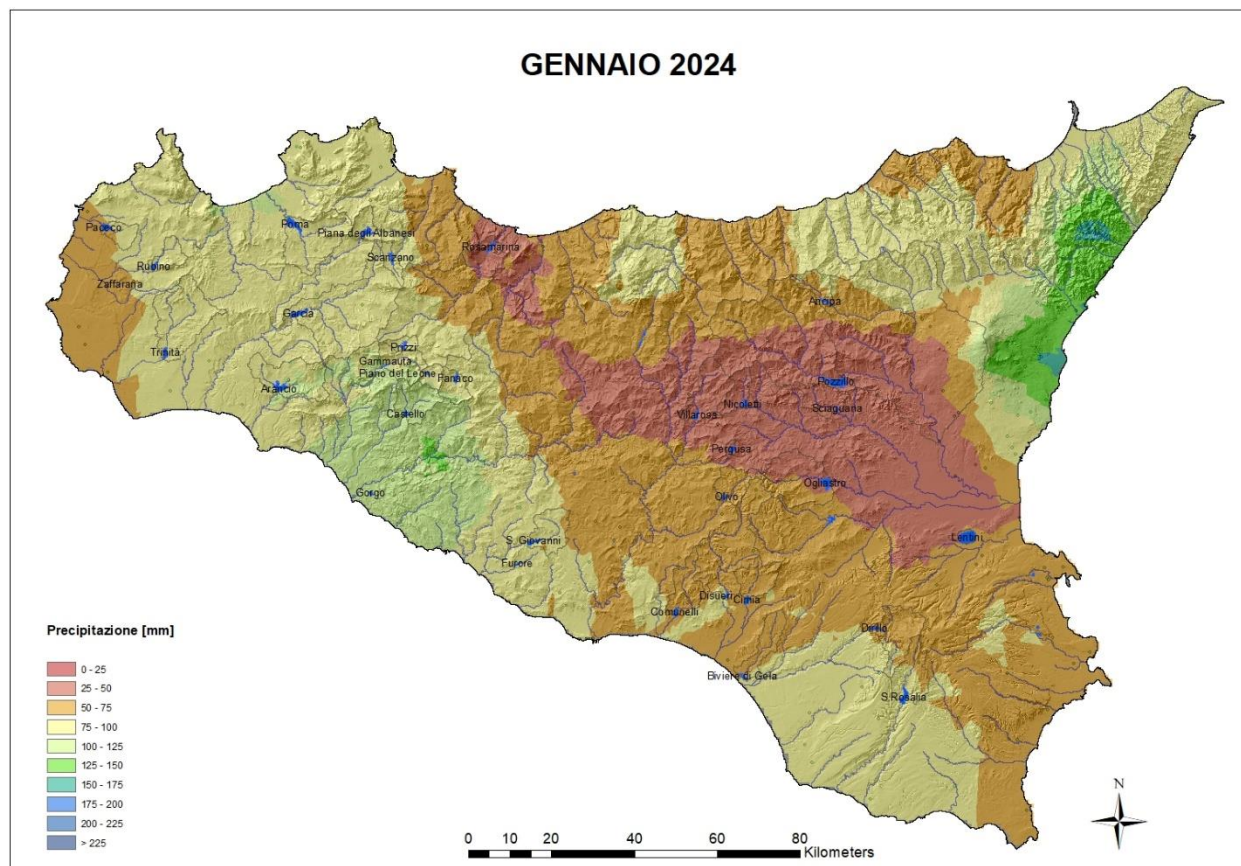 GENNAIO 2024
Paceco
Poma
Piana degli Albanesi
Rosamarina
Scanzano
Rubino
Zaffarana
Garcia
Ancipa
Trinità
Prizzi
Gammauta
Piano del Leone
Fanaco
Arancio
Castello
Pozzillo
Nicoletti
Sciaguana
Villarosa
Pergusa
Gorgo
Olivo
Ogliastro
S. Giovanni
Furore
Lentini
Disueri
Cimia
Comunelli
Dirillo
Biviere di Gela
S.Rosalia
Precipitazione [mm]
0 - 25
25 - 50
50 - 75
75 - 100
100 - 125
125 - 150
150 - 175
175 - 200
200 - 225
> 225
N
0 10 20 40 60 80
Kilometers